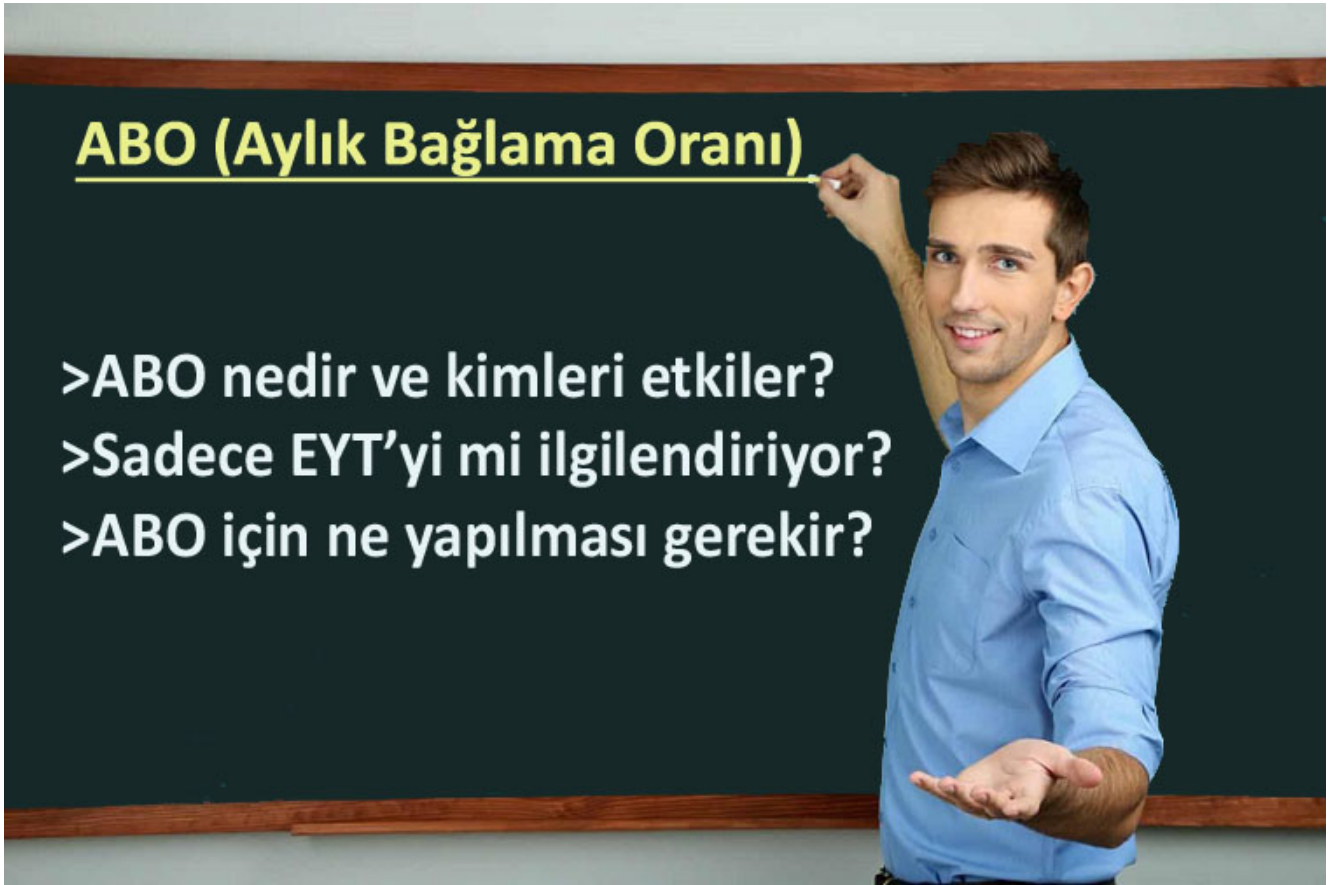 ABO (Aylık Bağlama Oranı)
>ABO nedir ve kimleri etkiler?
>Sadece EYT’yi mi ilgilendiriyor?
>ABO için ne yapılması gerekir?